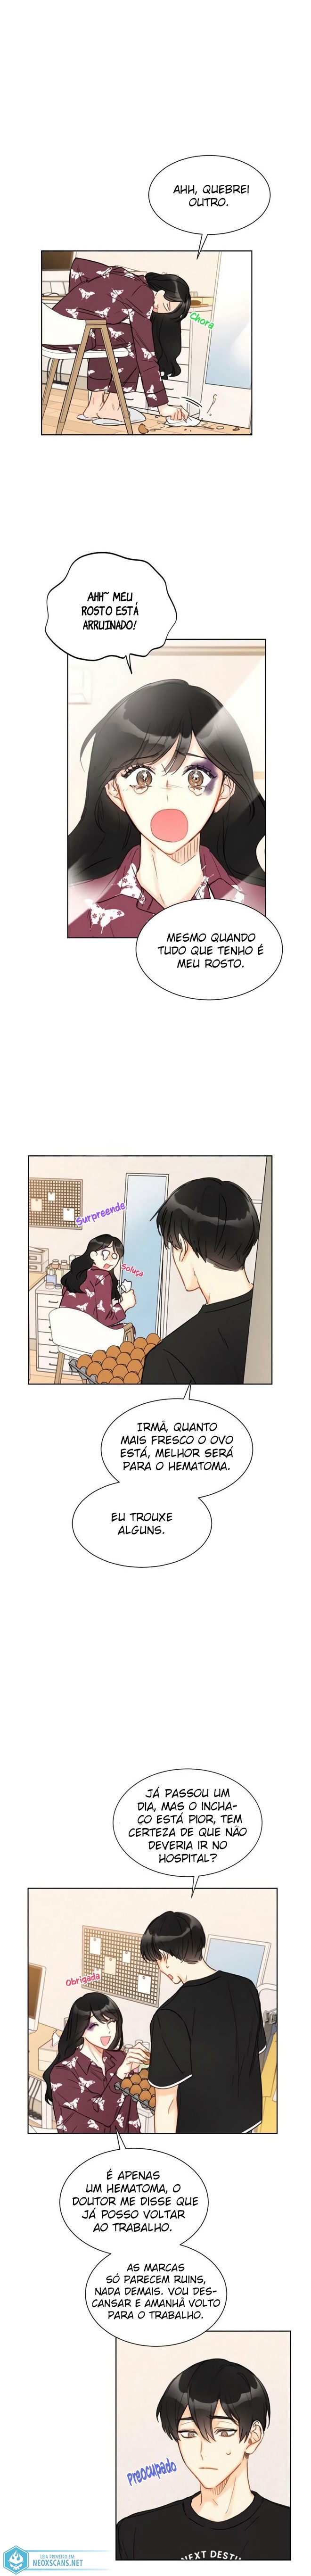 AHH, QUEBREI
OUTRO.
Chora
AHH~ MEU
ROSTO ESTÁ
ARRUINADO!
MESMO QUANDO
TUDO QUE TENHO É
MEU ROSTO.
Surpreende
Soluça
IRMÃ, QUANTO
MAIS FRESCO O OVO
ESTÁ, MELHOR SERÁ
PARA O HEMATOMA.
EU TROUXE
ALGUNS.
JÁ PASSOU UM
DIA, MAS O INCHA-
ÇO ESTÁ PIOR, TEM
CERTEZA DE QUE NÃO
DEVERIA IR NO
HOSPITAL?
Obrigada
É APENAS
UM HEMATOMA, O
DOUTOR ME DISSE QUE
JÁ POSSO VOLTAR
AO TRABALHO.
AS MARCAS
SÓ PARECEM RUINS,
NADA DEMAIS. VOU DES-
CANSAR E AMANHÃ VOLTO
PARA O TRABALHO.
Preocupado
NEXT DESTI
LEIA PRIMEIRO EM
NEOXSCANS.NET